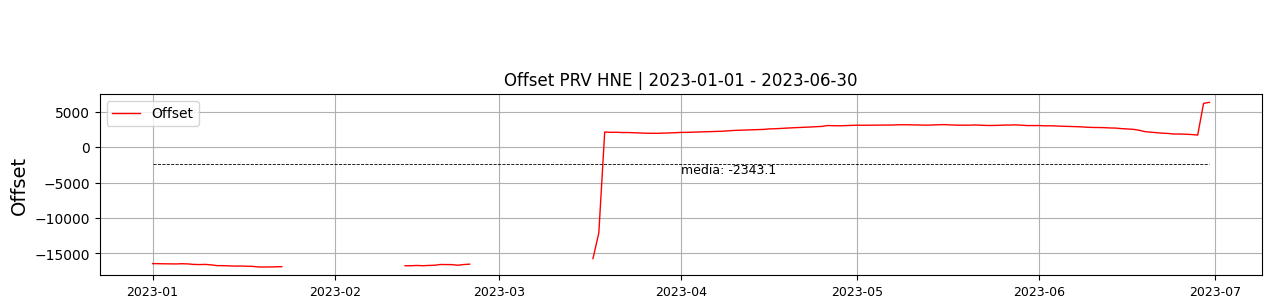 Offset PRV HNE | 2023-01-01 - 2023-06-30
Offset
Offset
5000
0
−5000
−10000
−15000
media: -2343.1
2023-01 2023-02 2023-03 2023-04 2023-05 2023-06 2023-07